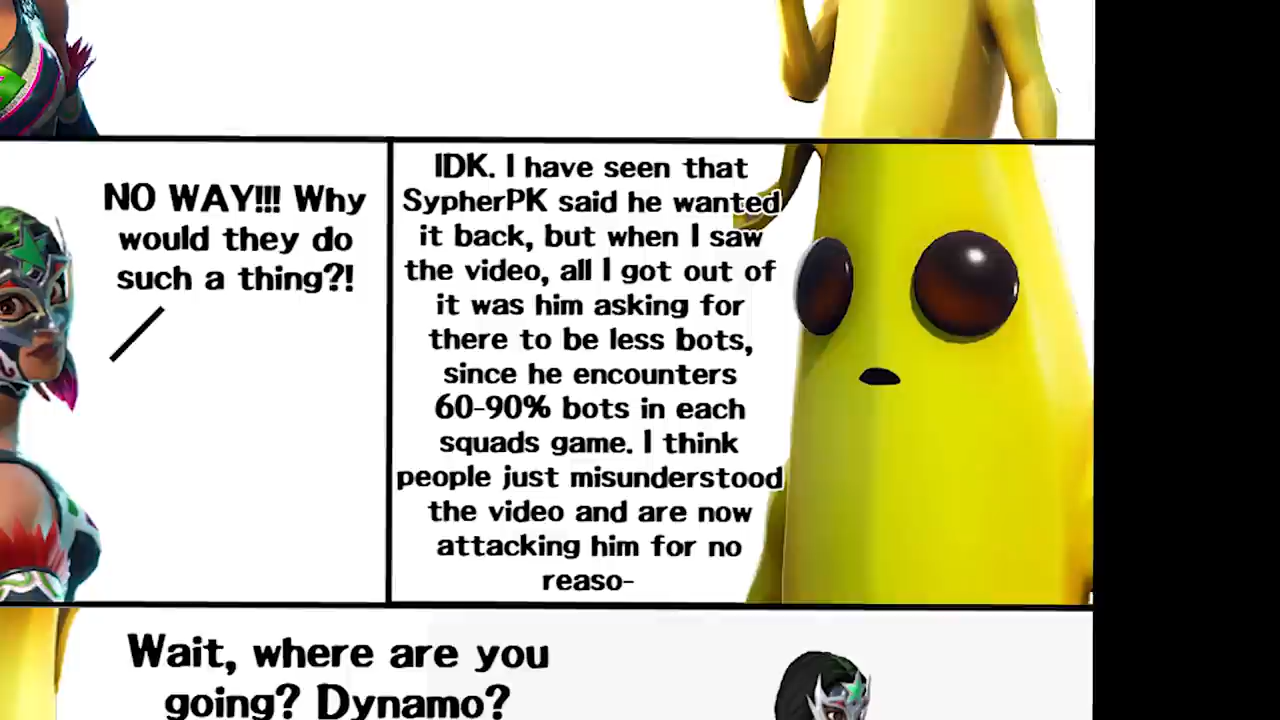 NO WAY!!! Why
would they do
such a thing?!
IDK. I have seen that
SypherPK said he wanted
it back, but when I saw
the video, all I got out of
it was him asking for
there to be less bots,
since he encounters
60-90% bots in each
squads game. I think
people just misunderstood
the video and are now
attacking him for no
reaso-
Wait, where are you
going? Dynamo?